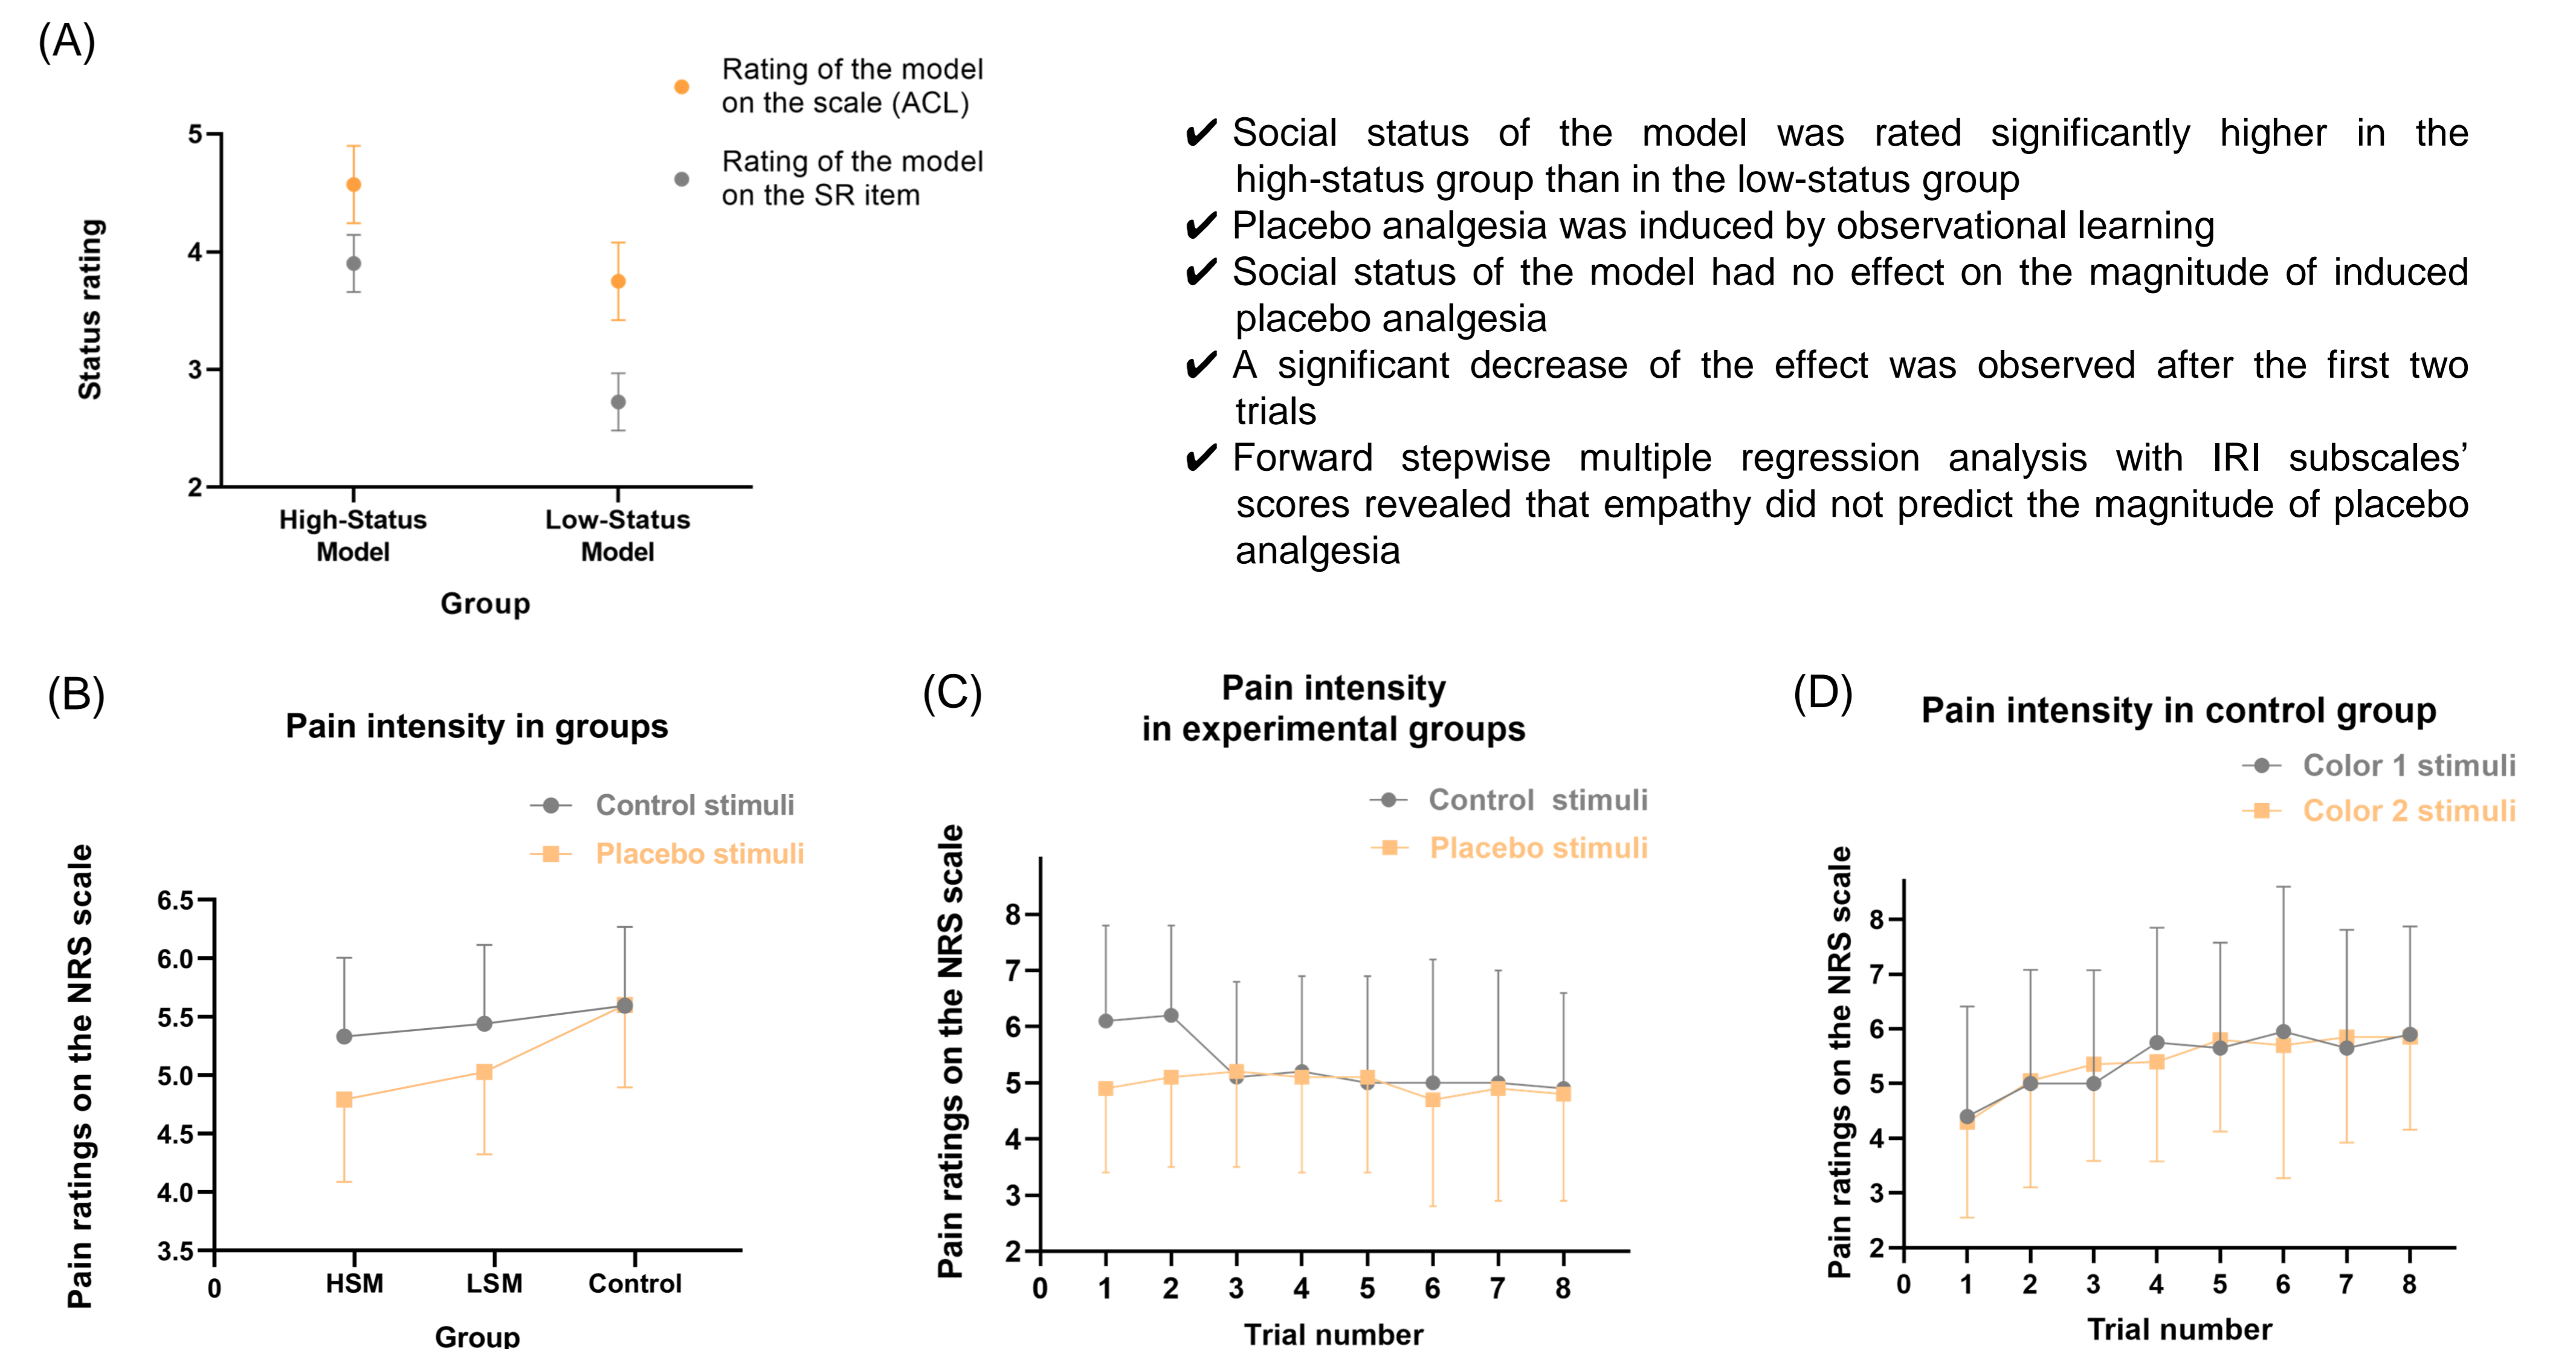 (A)
Rating of the model
on the scale (ACL)
Rating of the model
on the SR item
5
4
3
2
Status rating
High-Status
Model
Low-Status
Model
Group
✔ Social status of the model was rated significantly higher in the
high-status group than in the low-status group
✔ Placebo analgesia was induced by observational learning
✔ Social status of the model had no effect on the magnitude of induced
placebo analgesia
✔ A significant decrease of the effect was observed after the first two
trials
✔ Forward stepwise multiple regression analysis with IRI subscales’
scores revealed that empathy did not predict the magnitude of placebo
analgesia
(B)
Pain intensity in groups
Control stimuli
Placebo stimuli
Pain ratings on the NRS scale
6.5
6.0
5.5
5.0
4.5
4.0
3.5
0
HSM LSM Control
Group
(C)
Pain intensity
in experimental groups
Control stimuli
Placebo stimuli
Pain ratings on the NRS scale
8
7
6
5
4
3
2
0 1 2 3 4 5 6 7 8
Trial number
(D)
Pain intensity in control group
Color 1 stimuli
Color 2 stimuli
Pain ratings on the NRS scale
8
7
6
5
4
3
2
0 1 2 3 4 5 6 7 8
Trial number